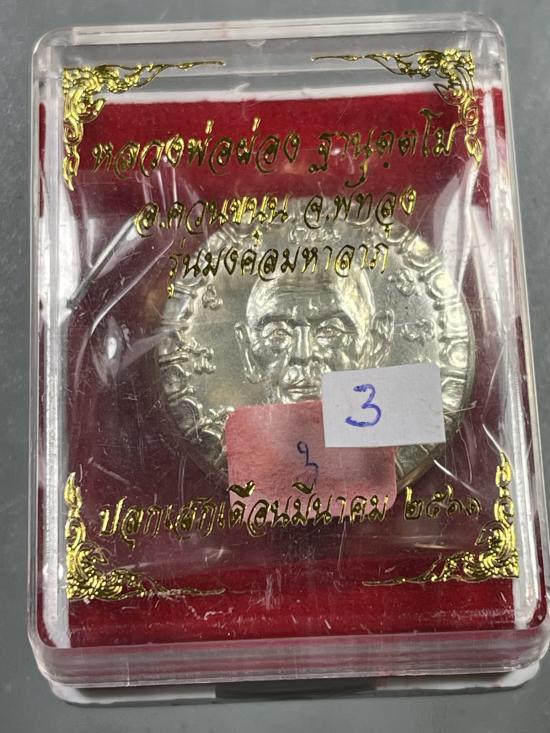 หลวงพ่อผ่อง ฐานุตฺตโม
อ.ควนขนุน จ.พัทลุง
รุ่นมงคลมหาลาภ
3
ปลุกเสกเดือนมีนาคม ๒๕๑๑